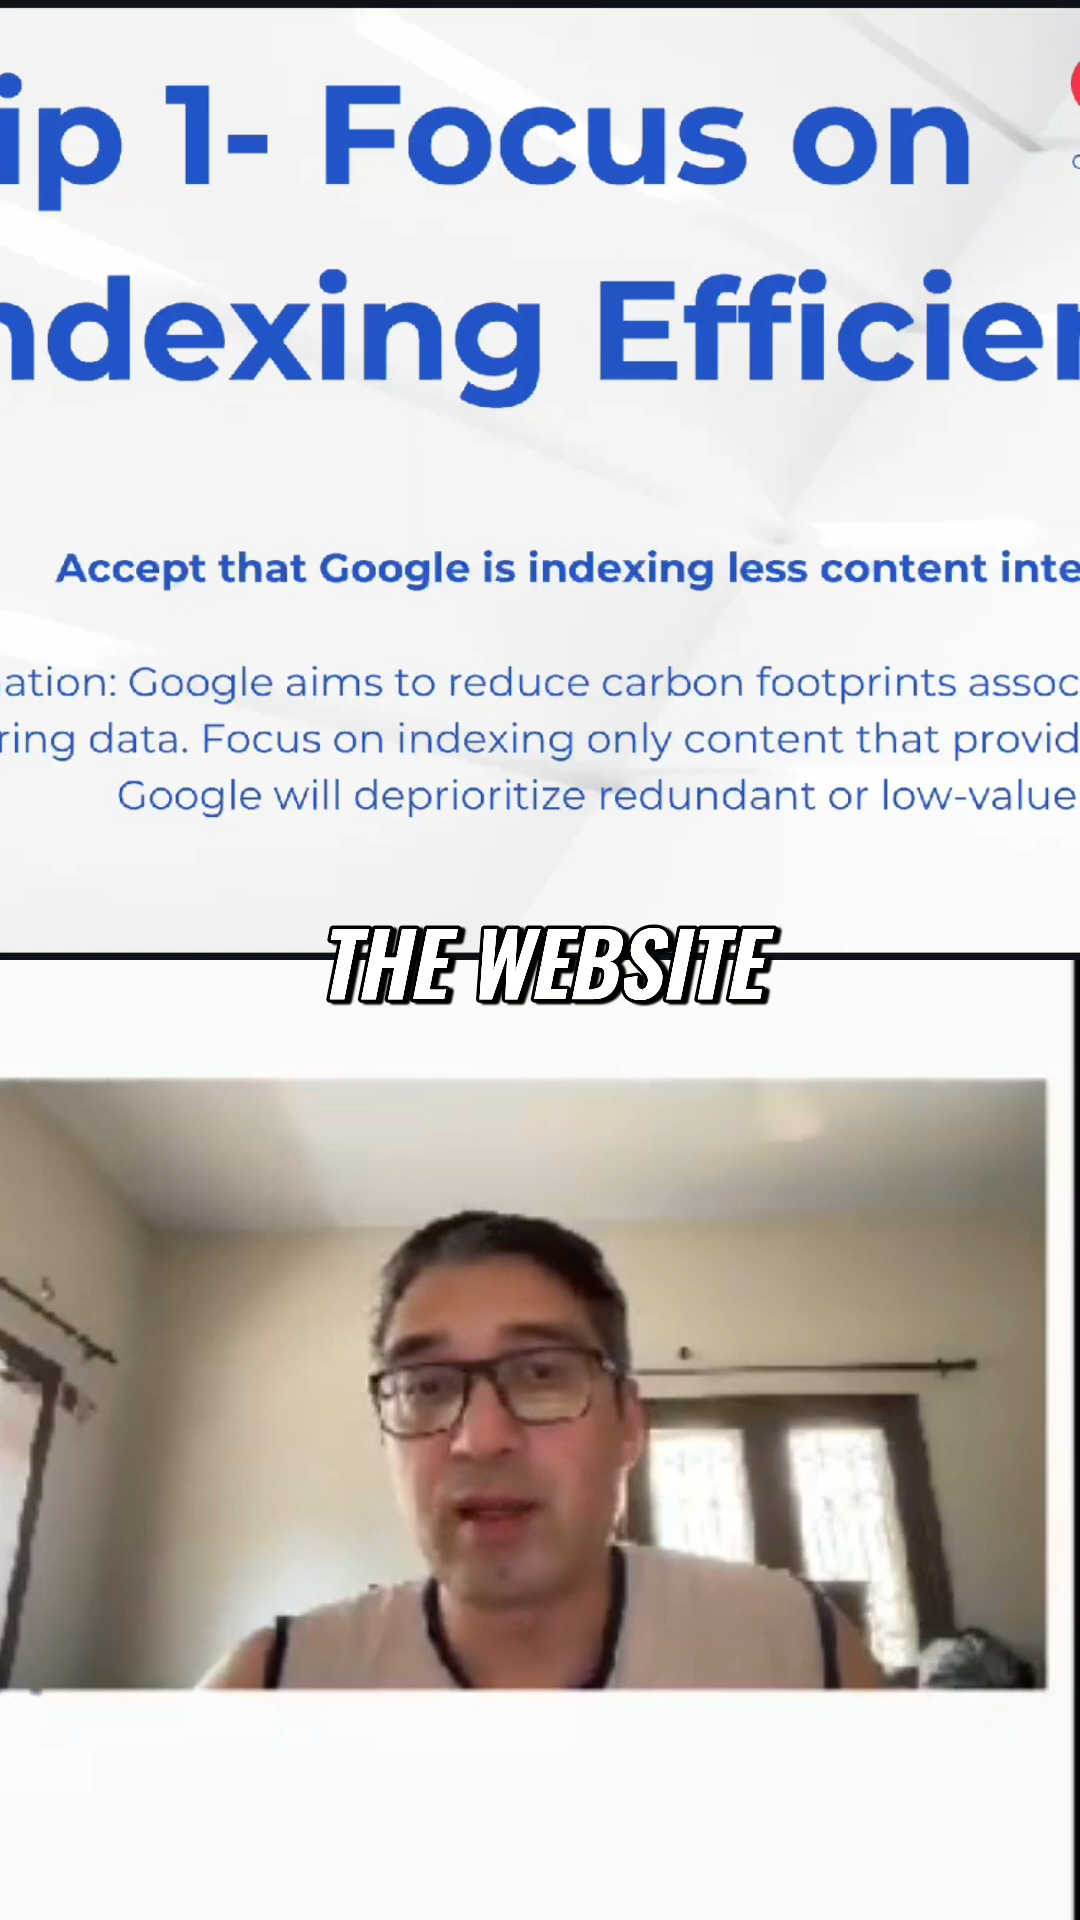 ip 1- Focus on
ndexing Efficien
Accept that Google is indexing less content inte
ation: Google aims to reduce carbon footprints assoc
ring data. Focus on indexing only content that provid
Google will deprioritize redundant or low-value
THE WEBSITE